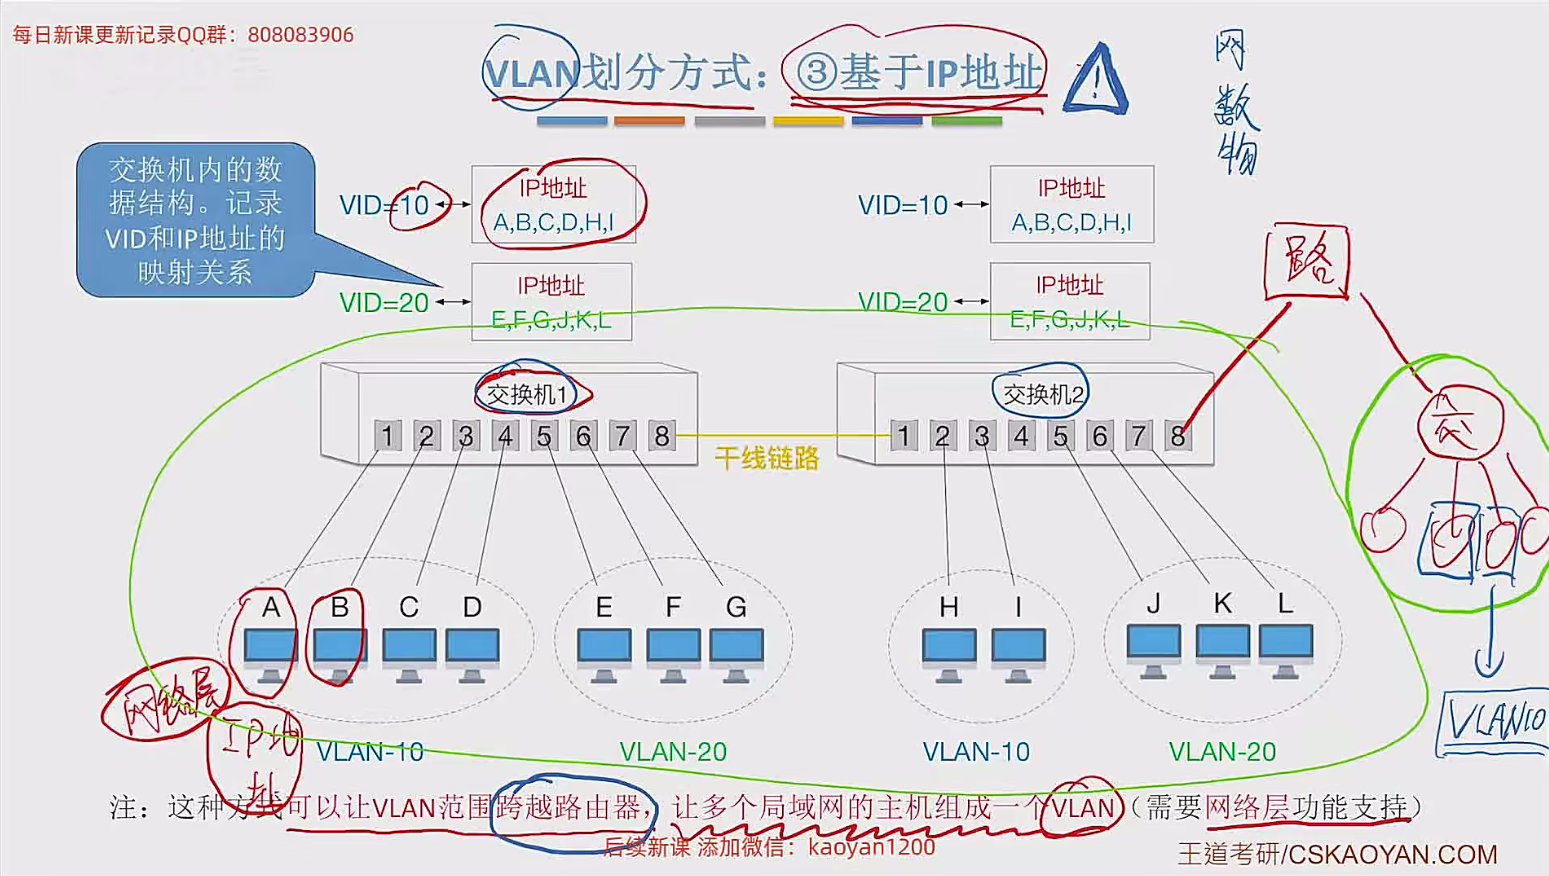 每日新课更新记录QQ群：808083906
VLAN划分方式：③基于IP地址
网
数
物
交换机内的数
据结构。记录
VID和IP地址的
映射关系
VID=10
IP地址
A,B,C,D,H,I
VID=20
IP地址
E,F,G,J,K,L
VID=10
IP地址
A,B,C,D,H,I
VID=20
IP地址
E,F,G,J,K,L
路
交换机1
1 2 3 4 5 6 7 8
干线链路
交换机2
1 2 3 4 5 6 7 8
A B C D
E F G
H I
J K L
网络层
IP地
址
VLAN10
VLAN-10
VLAN-20
VLAN-10
VLAN-20
注：这种方式可以让VLAN范围跨越路由器，让多个局域网的主机组成一个VLAN（需要网络层功能支持）
后续新课 添加微信：kaoyan1200
王道考研/CSKAOYAN.COM